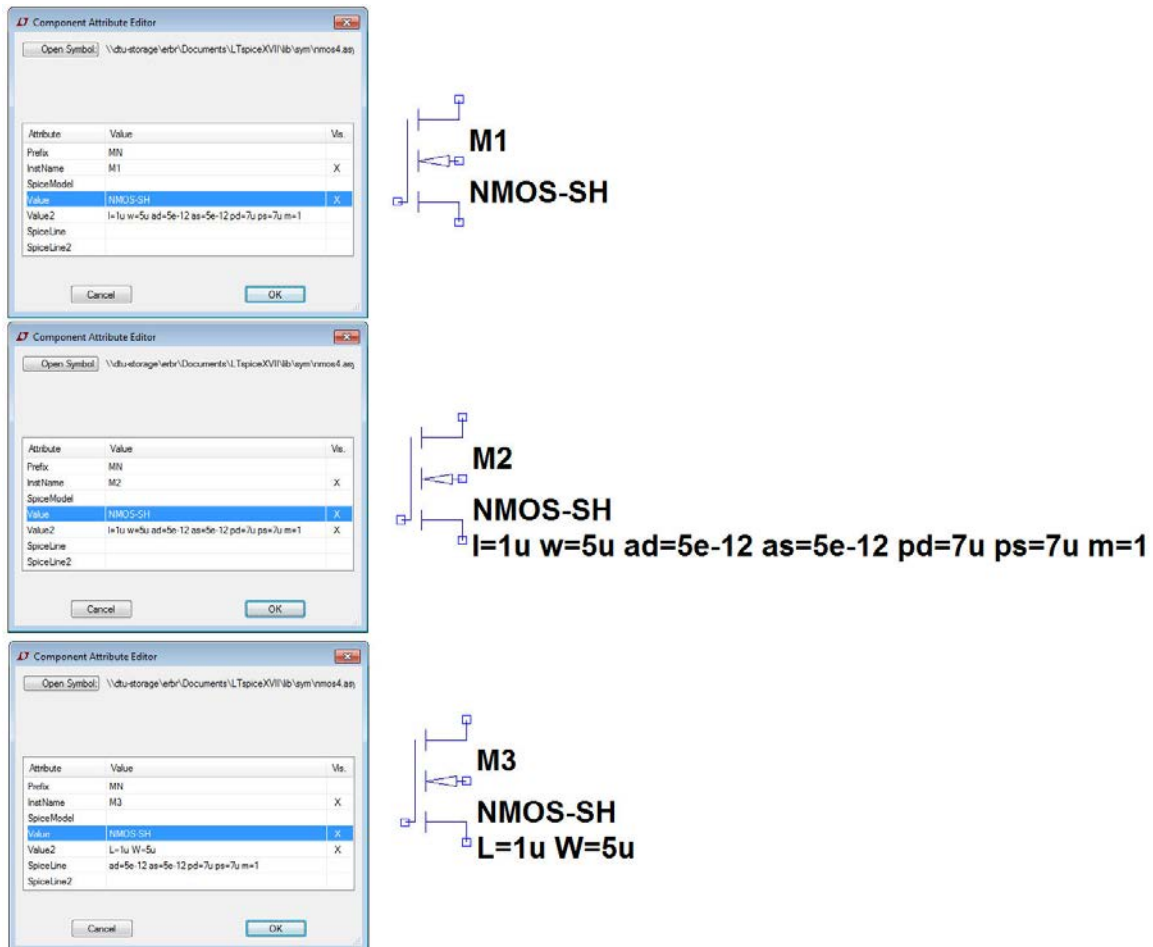 Component Attribute Editor
Open Symbol: \\dtu-storage\erbr\Documents\LTspiceXVII\lib\sym\nmos4.asy
Attribute Value Vis.
Prefix MN
InstName M1 X
SpiceModel
Value NMOS-SH X
Value2 l=1u w=5u ad=5e-12 as=5e-12 pd=7u ps=7u m=1
SpiceLine
SpiceLine2
Cancel OK
M1
NMOS-SH
Component Attribute Editor
Open Symbol: \\dtu-storage\erbr\Documents\LTspiceXVII\lib\sym\nmos4.asy
Attribute Value Vis.
Prefix MN
InstName M2 X
SpiceModel
Value NMOS-SH X
Value2 l=1u w=5u ad=5e-12 as=5e-12 pd=7u ps=7u m=1 X
SpiceLine
SpiceLine2
Cancel OK
M2
NMOS-SH
l=1u w=5u ad=5e-12 as=5e-12 pd=7u ps=7u m=1
Component Attribute Editor
Open Symbol: \\dtu-storage\erbr\Documents\LTspiceXVII\lib\sym\nmos4.asy
Attribute Value Vis.
Prefix MN
InstName M3 X
SpiceModel
Value NMOS-SH X
Value2 L=1u W=5u X
SpiceLine ad=5e-12 as=5e-12 pd=7u ps=7u m=1
SpiceLine2
Cancel OK
M3
NMOS-SH
L=1u W=5u